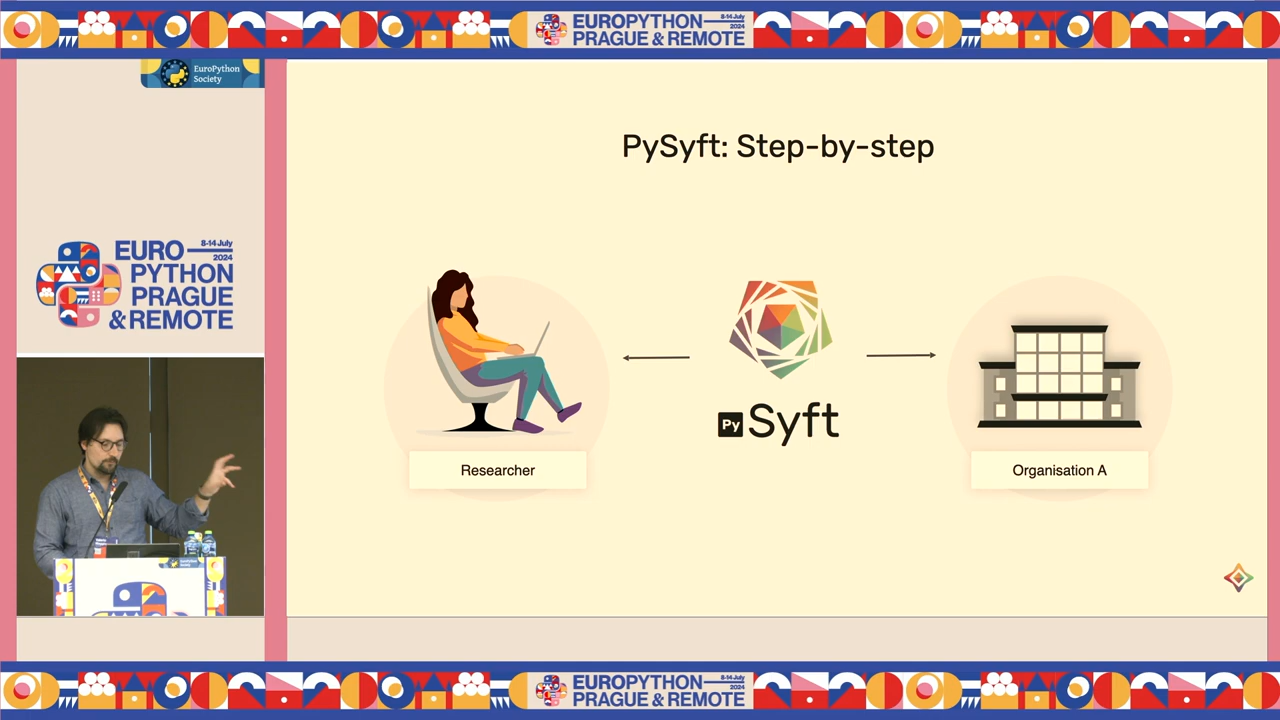 8-14 July
2024
EUROPYTHON
PRAGUE & REMOTE
EuroPython
Society
EURO
8-14 July
2024
PYTHON
PRAGUE
& REMOTE
PySyft: Step-by-step
Py Syft
Researcher
Organisation A
EUROPYTHON
8-14 July
2024
PRAGUE & REMOTE